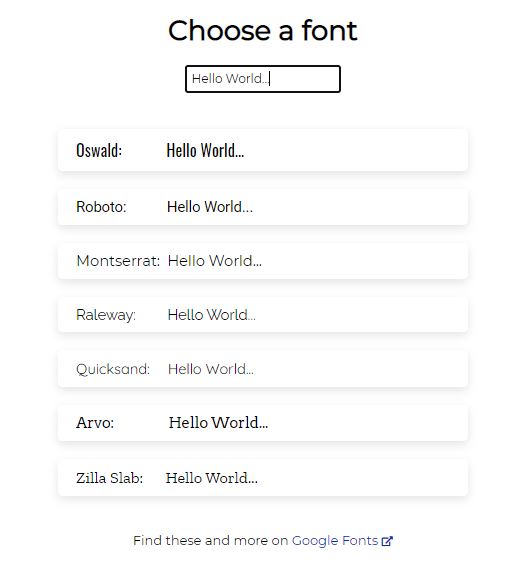 Choose a font
Hello World...
Oswald: Hello World...
Roboto: Hello World...
Montserrat: Hello World...
Raleway: Hello World...
Quicksand: Hello World...
Arvo: Hello World...
Zilla Slab: Hello World...
Find these and more on Google Fonts